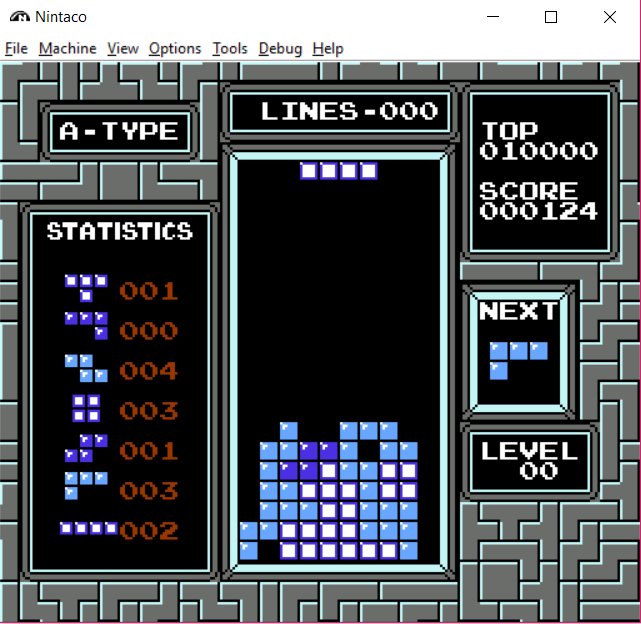 Nintaco
File Machine View Options Tools Debug Help
A-TYPE
LINES-000
TOP
010000
SCORE
000124
STATISTICS
001
000
004
003
001
003
002
NEXT
LEVEL
00